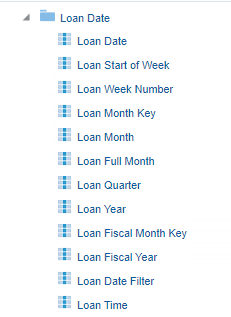 Loan Date
Loan Date
Loan Start of Week
Loan Week Number
Loan Month Key
Loan Month
Loan Full Month
Loan Quarter
Loan Year
Loan Fiscal Month Key
Loan Fiscal Year
Loan Date Filter
Loan Time